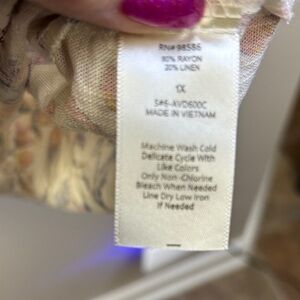 RN# 98586
80% RAYON
20% LINEN
1X
S#6-AVD600C
MADE IN VIETNAM
Machine Wash Cold
Delicate Cycle With
Like Colors
Only Non-Chlorine
Bleach When Needed
Line Dry Low Iron
If Needed